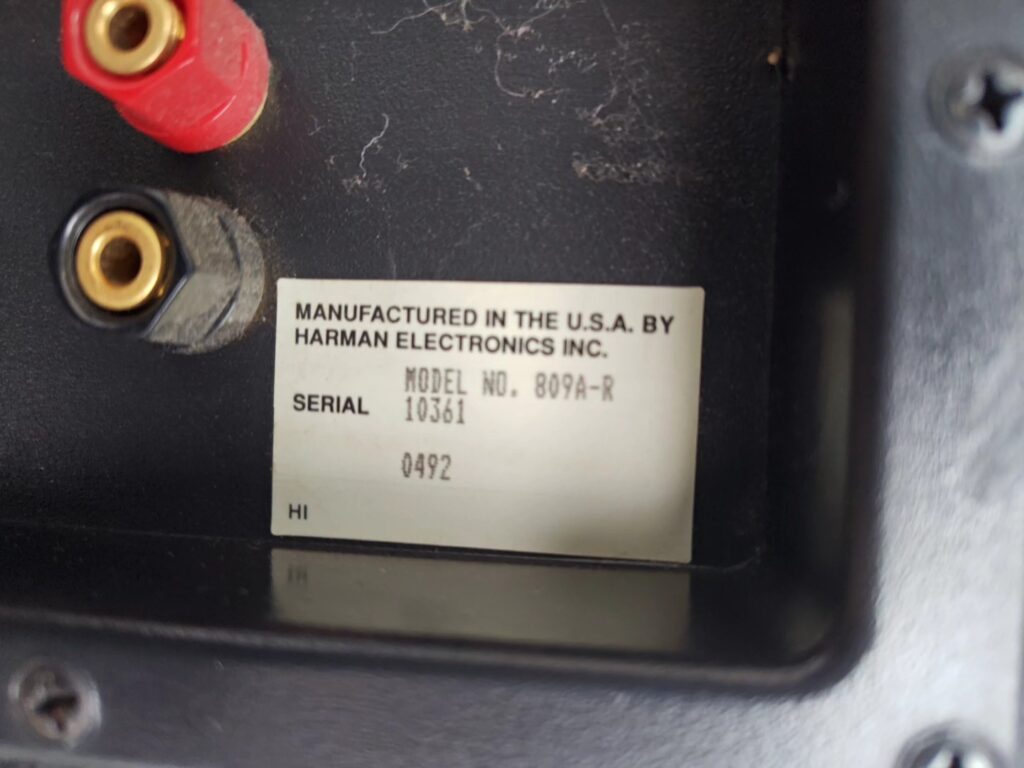 MANUFACTURED IN THE U.S.A. BY
HARMAN ELECTRONICS INC.
MODEL NO. 809A-R
SERIAL 10361
0492
HI